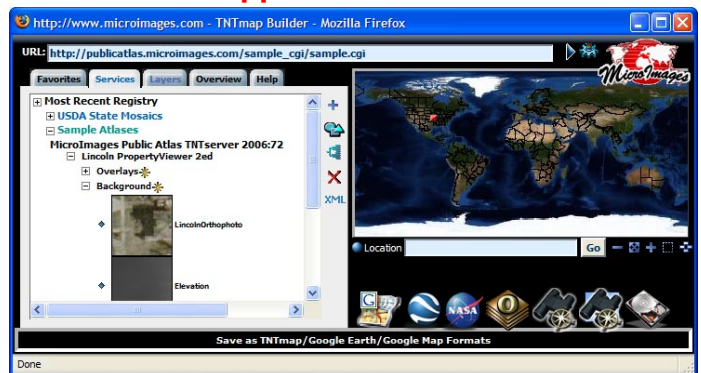 http://www.microimages.com - TNTmap Builder - Mozilla Firefox
URL: http://publicatlas.microimages.com/sample_cgi/sample.cgi
MicroImages
Favorites Services Layers Overview Help
Most Recent Registry
USDA State Mosaics
Sample Atlases
MicroImages Public Atlas TNTserver 2006:72
Lincoln PropertyViewer 2ed
Overlays
Background
LincolnOrthophoto
Elevation
XML
Location Go
G NASA O
Save as TNTmap/Google Earth/Google Map Formats
Done